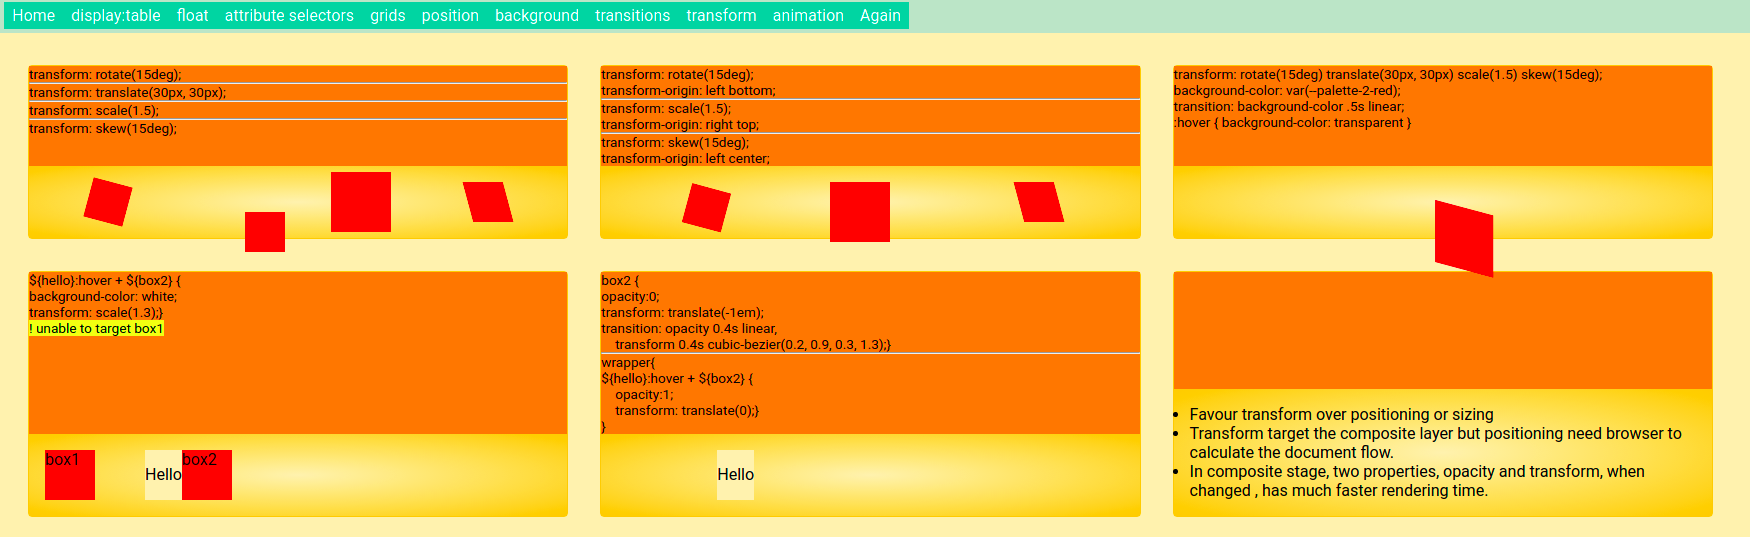 Home display:table float attribute selectors grids position background transitions transform animation Again
transform: rotate(15deg);
transform: translate(30px, 30px);
transform: scale(1.5);
transform: skew(15deg);
transform: rotate(15deg);
transform-origin: left bottom;
transform: scale(1.5);
transform-origin: right top;
transform: skew(15deg);
transform-origin: left center;
transform: rotate(15deg) translate(30px, 30px) scale(1.5) skew(15deg);
background-color: var(--palette-2-red);
transition: background-color .5s linear;
:hover { background-color: transparent }
${hello}:hover + ${box2} {
background-color: white;
transform: scale(1.3);}
! unable to target box1
box1
Hello
box2
box2 {
opacity:0;
transform: translate(-1em);
transition: opacity 0.4s linear,
transform 0.4s cubic-bezier(0.2, 0.9, 0.3, 1.3);}
wrapper{
${hello}:hover + ${box2} {
opacity:1;
transform: translate(0);}
}
Hello
• Favour transform over positioning or sizing
• Transform target the composite layer but positioning need browser to
calculate the document flow.
• In composite stage, two properties, opacity and transform, when
changed , has much faster rendering time.